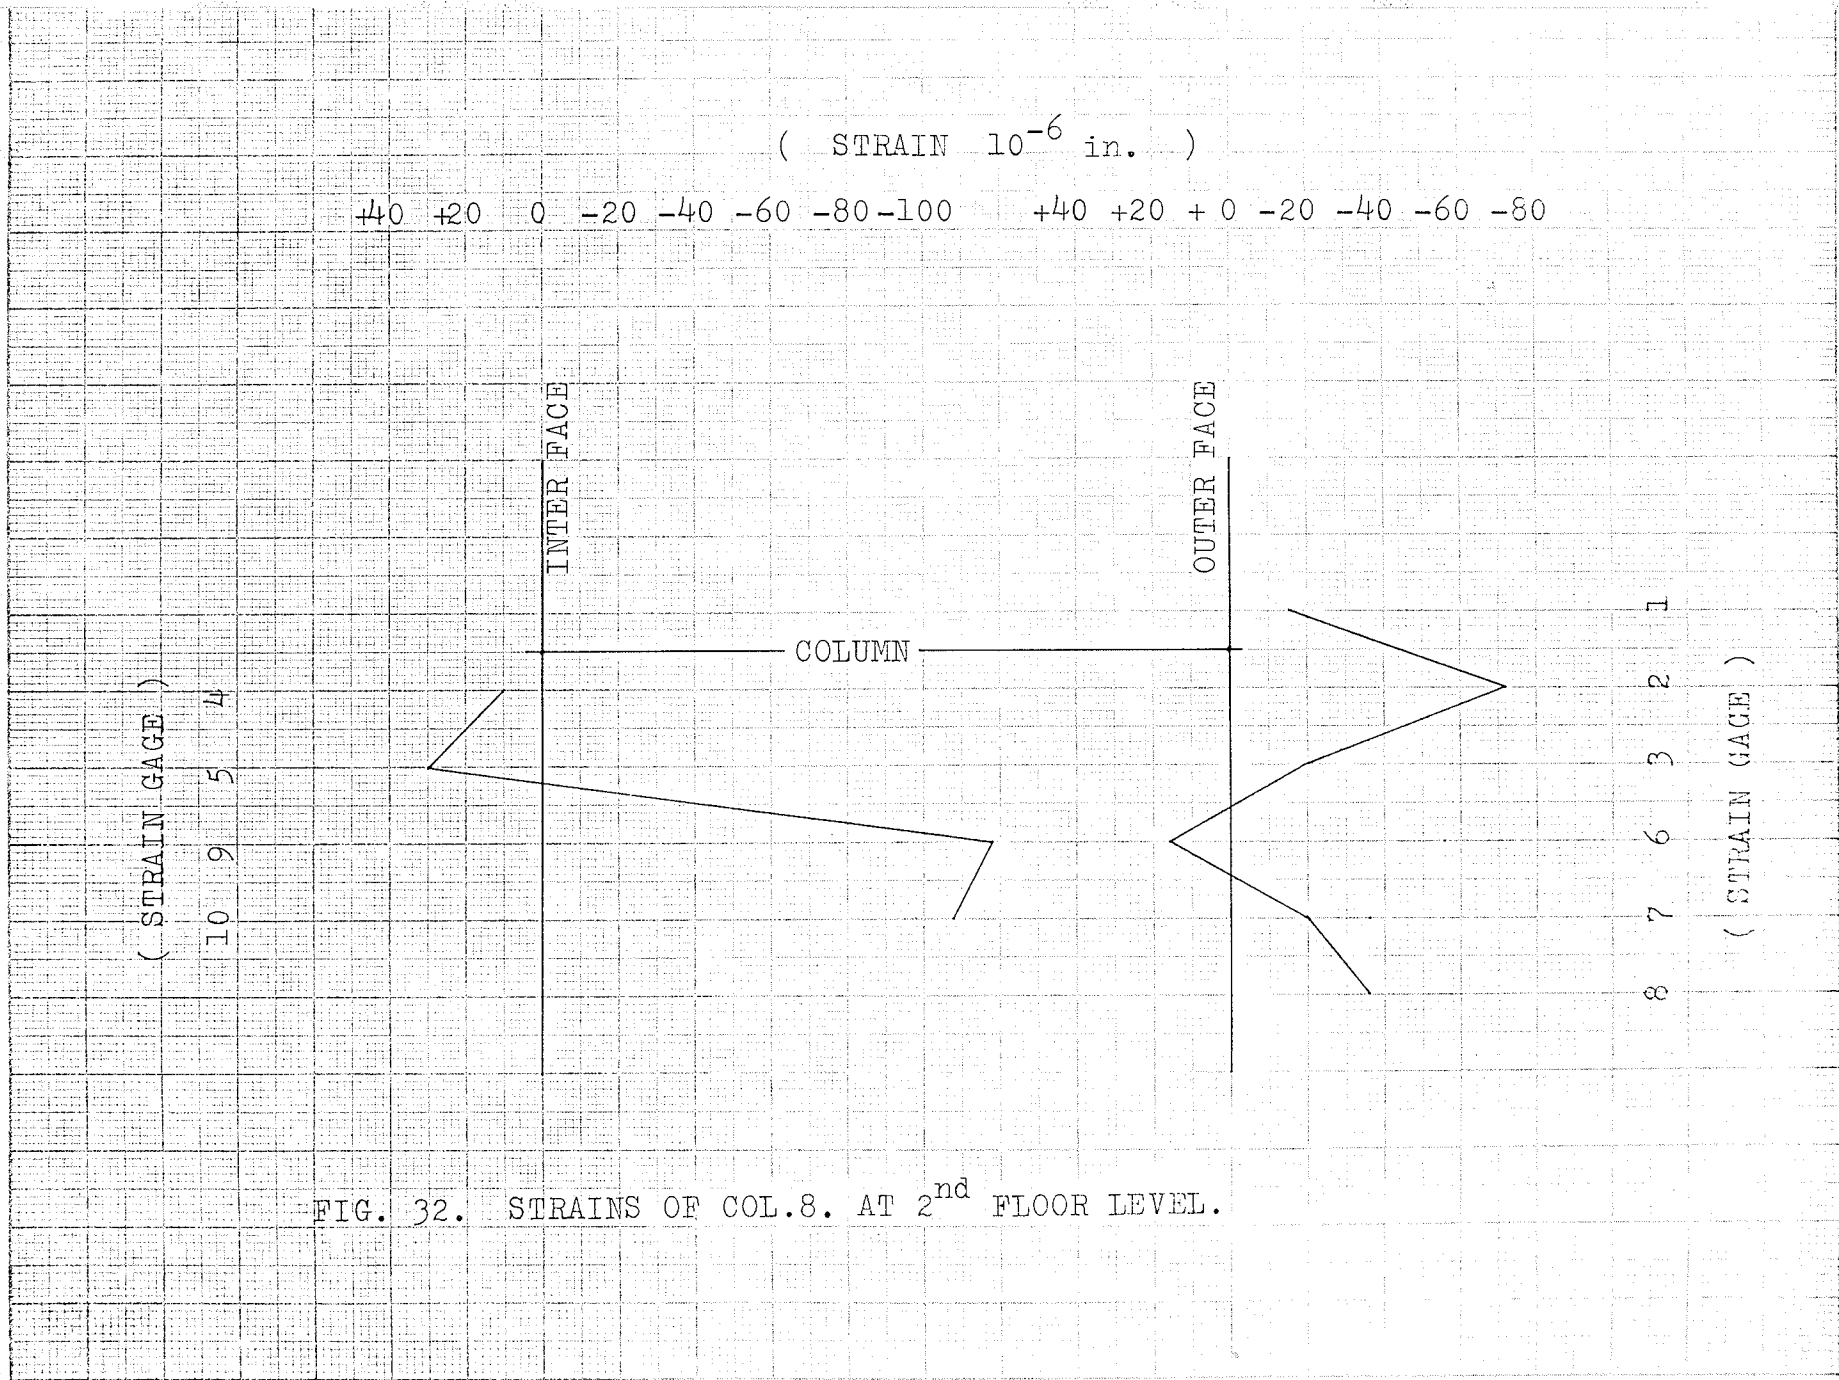 ( STRAIN 10-6 in. )
+40 +20 0 -20 -40 -60 -80 -100 +40 +20 + 0 -20 -40 -60 -80
INTER FACE
OUTER FACE
COLUMN
( STRAIN GAGE )
4
5
9
10
1
2
3
6
7
8
( STRAIN GAGE )
FIG. 32. STRAINS OF COL.8. AT 2nd FLOOR LEVEL.